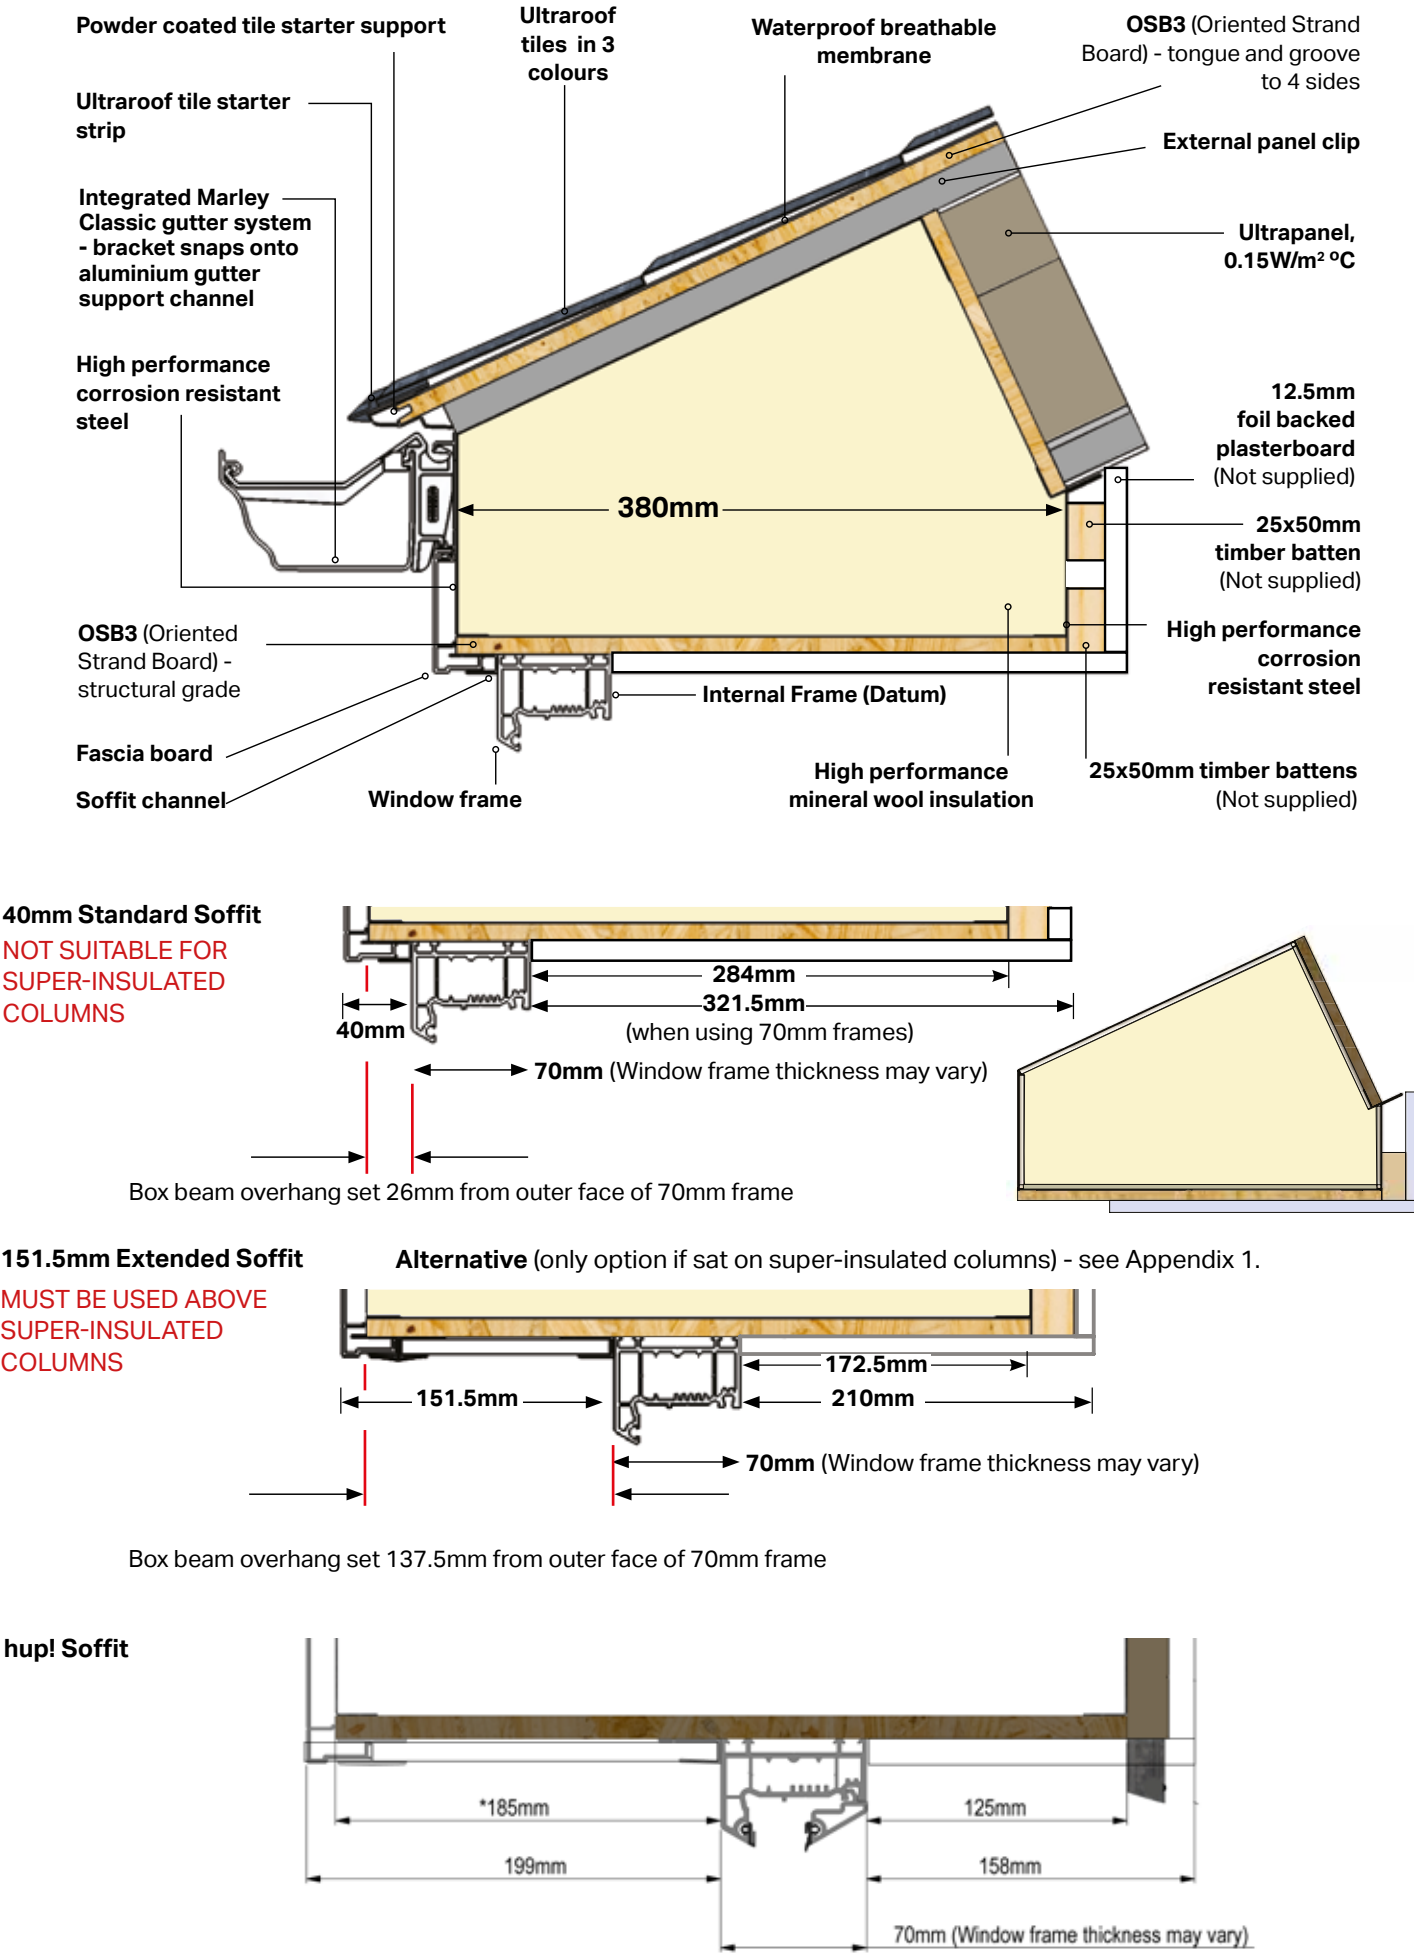 Powder coated tile starter support
Ultraroof
tiles in 3
colours
Waterproof breathable
membrane
OSB3 (Oriented Strand
Board) - tongue and groove
to 4 sides
Ultraroof tile starter
strip
External panel clip
Integrated Marley
Classic gutter system
- bracket snaps onto
aluminium gutter
support channel
Ultrapanel,
0.15W/m² ºC
High performance
corrosion resistant
steel
12.5mm
foil backed
plasterboard
(Not supplied)
380mm
25x50mm
timber batten
(Not supplied)
OSB3 (Oriented
Strand Board) -
structural grade
High performance
corrosion
resistant steel
Internal Frame (Datum)
Fascia board
Soffit channel
Window frame
High performance
mineral wool insulation
25x50mm timber battens
(Not supplied)
40mm Standard Soffit
NOT SUITABLE FOR
SUPER-INSULATED
COLUMNS
284mm
321.5mm
(when using 70mm frames)
40mm
70mm (Window frame thickness may vary)
Box beam overhang set 26mm from outer face of 70mm frame
151.5mm Extended Soffit
Alternative (only option if sat on super-insulated columns) - see Appendix 1.
MUST BE USED ABOVE
SUPER-INSULATED
COLUMNS
172.5mm
151.5mm
210mm
70mm (Window frame thickness may vary)
Box beam overhang set 137.5mm from outer face of 70mm frame
hup! Soffit
*185mm
125mm
199mm
158mm
70mm (Window frame thickness may vary)